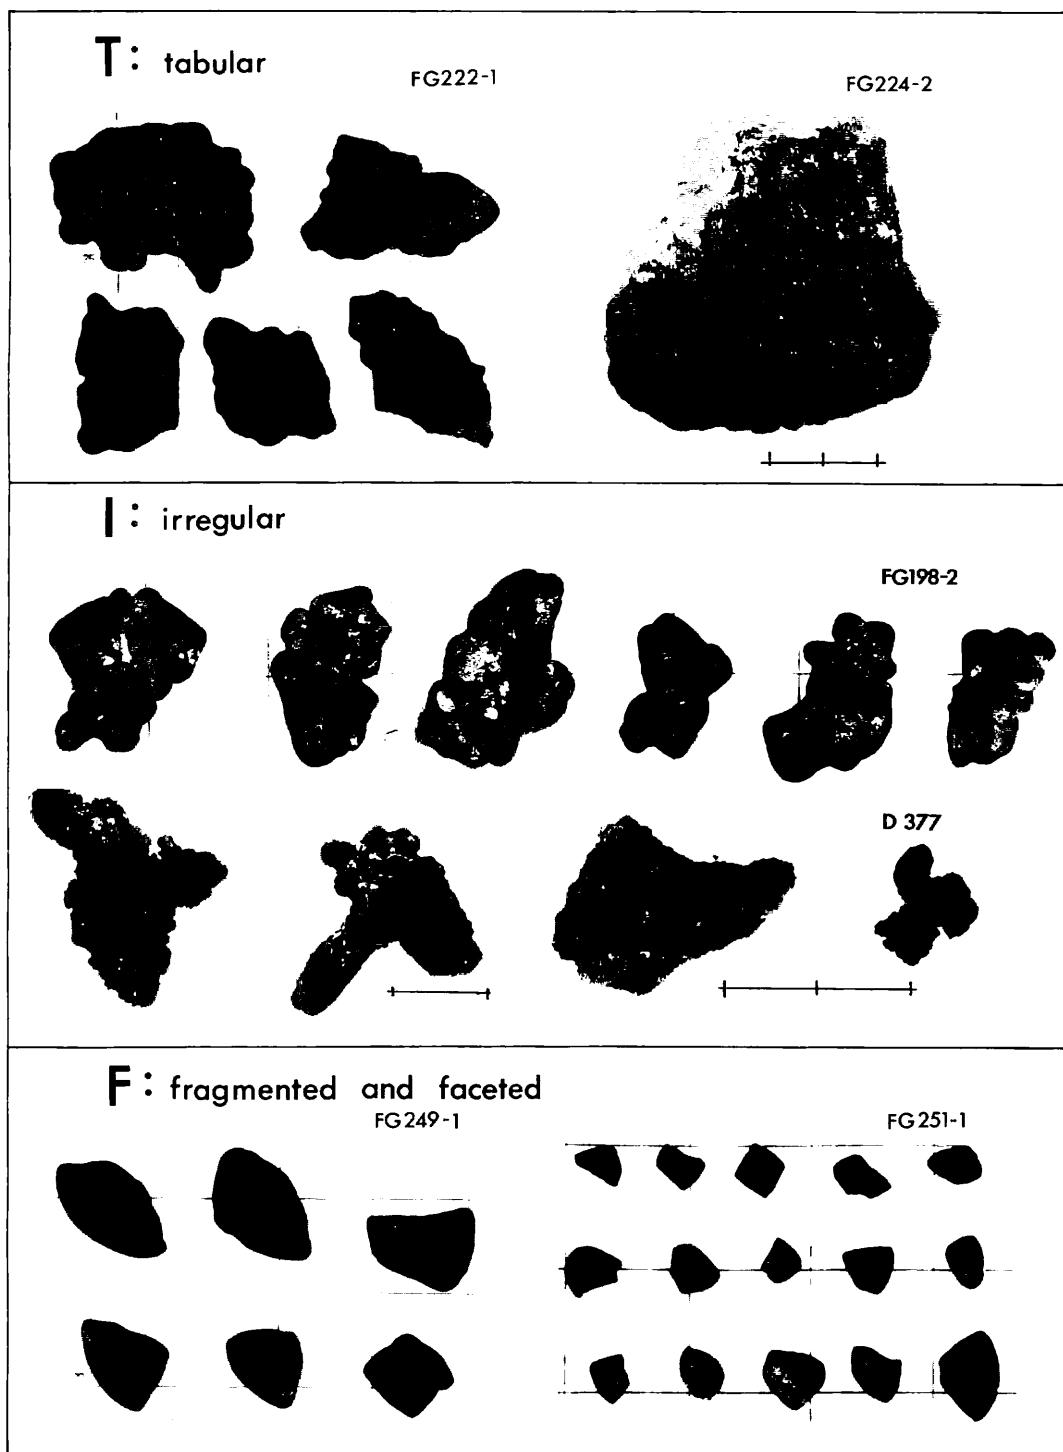 T: tabular
FG222-1
FG224-2
I: irregular
FG198-2
D 377
F: fragmented and faceted
FG249-1
FG251-1